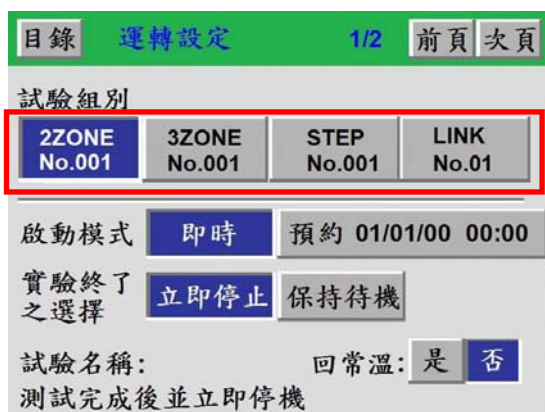 目錄 運轉設定 1/2 前頁 次頁
試驗組別
2ZONE 3ZONE STEP LINK
No.001 No.001 No.001 No.01
啟動模式 即時 預約 01/01/00 00:00
實驗終了
之選擇 立即停止 保持待機
試驗名稱: 回常溫: 是 否
測試完成後並立即停機